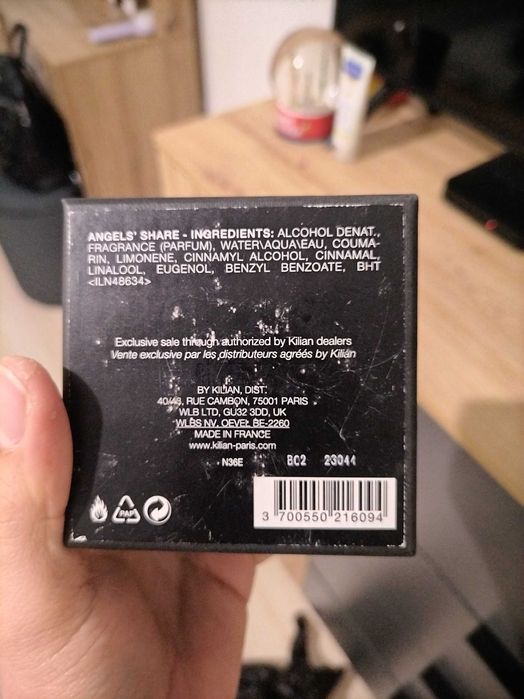 ANGELS' SHARE - INGREDIENTS: ALCOHOL DENAT.,
FRAGRANCE (PARFUM), WATER\AQUA\EAU, COUMA-
RIN, LIMONENE, CINNAMYL ALCOHOL, CINNAMAL,
LINALOOL, EUGENOL, BENZYL BENZOATE, BHT
<ILN48634>
Exclusive sale through authorized by Kilian dealers
Vente exclusive par les distributeurs agréés by Kilian
BY KILIAN, DIST.
40/48, RUE CAMBON, 75001 PARIS
WLB LTD, GU32 3DD, UK
WLBS NV, OEVEL BE-2260
MADE IN FRANCE
www.kilian-paris.com
N36E BC2 23044
PAP
3 700550 216094